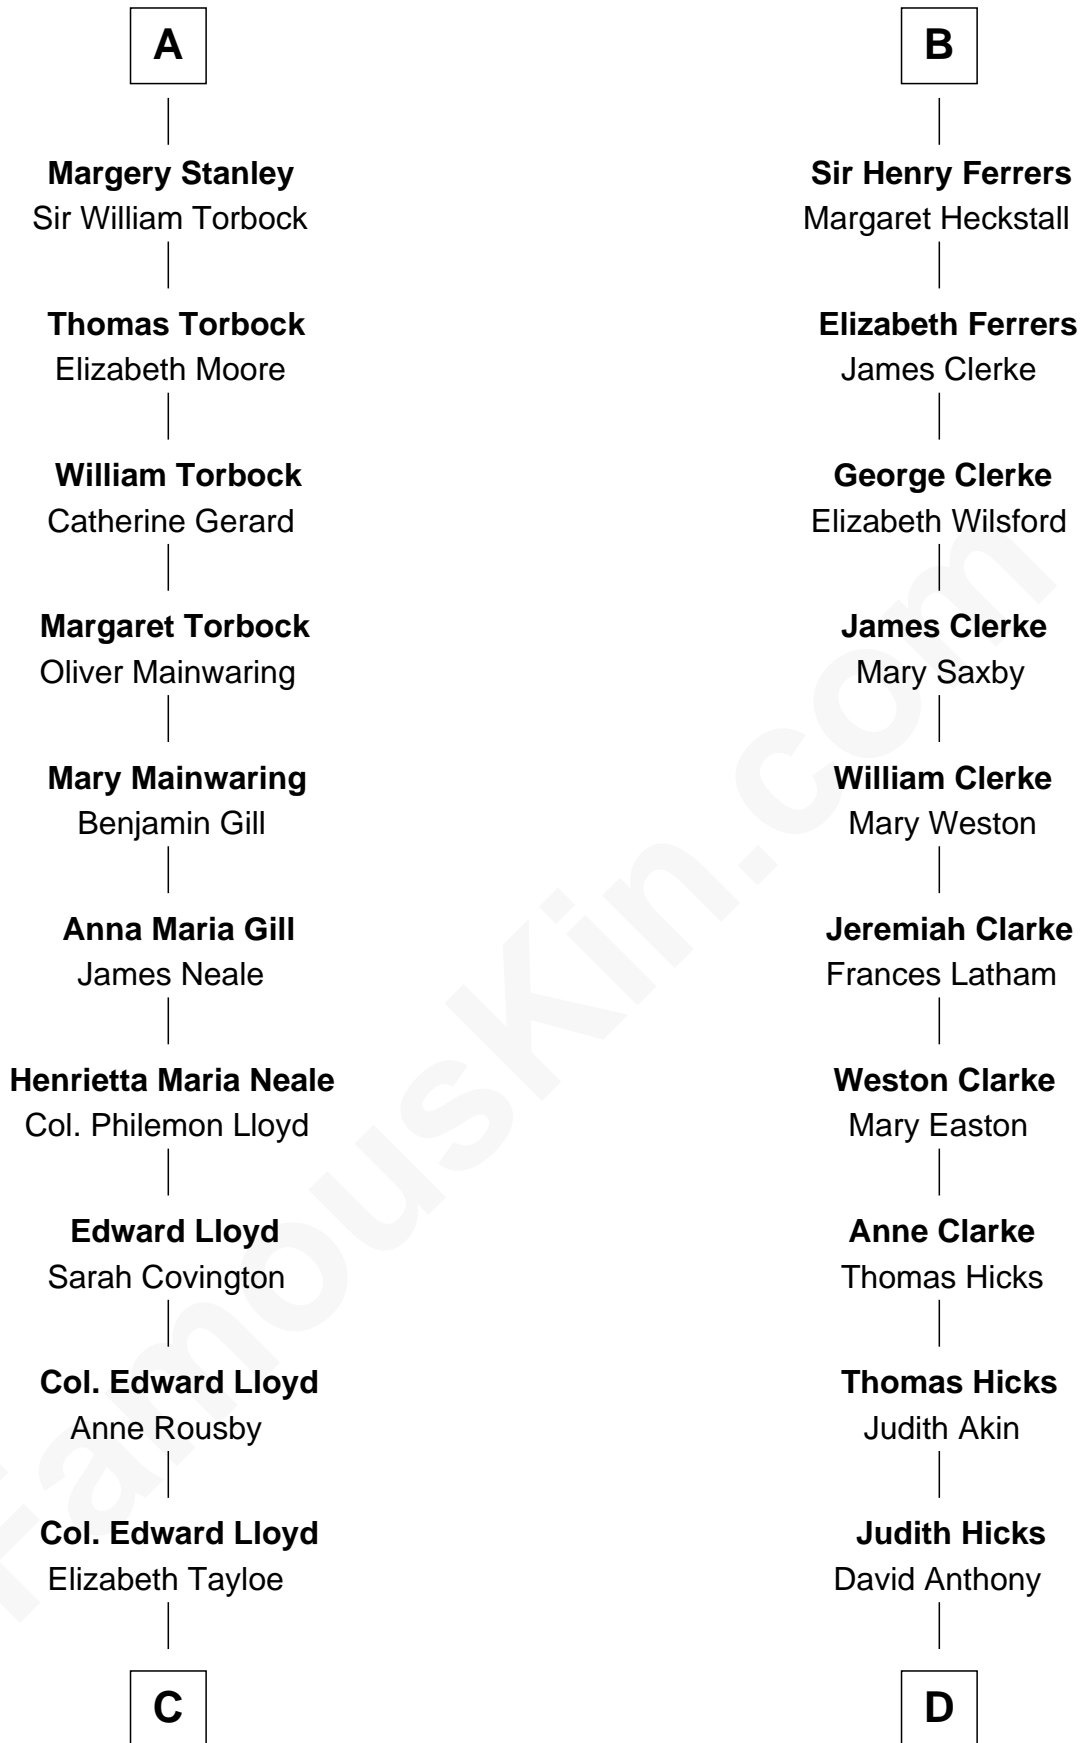 A
Margery Stanley
Sir William Torbock
Thomas Torbock
Elizabeth Moore
William Torbock
Catherine Gerard
Margaret Torbock
Oliver Mainwaring
Mary Mainwaring
Benjamin Gill
Anna Maria Gill
James Neale
Henrietta Maria Neale
Col. Philemon Lloyd
Edward Lloyd
Sarah Covington
Col. Edward Lloyd
Anne Rousby
Col. Edward Lloyd
Elizabeth Tayloe
C
B
Sir Henry Ferrers
Margaret Heckstall
Elizabeth Ferrers
James Clerke
George Clerke
Elizabeth Wilsford
James Clerke
Mary Saxby
William Clerke
Mary Weston
Jeremiah Clarke
Frances Latham
Weston Clarke
Mary Easton
Anne Clarke
Thomas Hicks
Thomas Hicks
Judith Akin
Judith Hicks
David Anthony
D
FamousKin.com